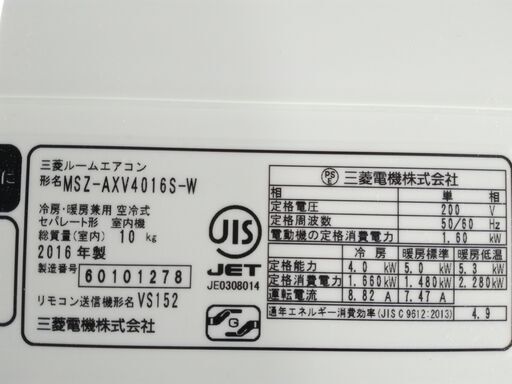 に
三菱ルームエアコン
形名MSZ-AXV4016S-W
冷房・暖房兼用 空冷式
セパレート形 室内機
総質量(室内) 10 kg
2016年製
製造番号 60101278
リモコン送信機形名 VS152
三菱電機株式会社
JIS
JET
JE0308014
G
PS
E
三菱電機株式会社
相 単 相
定格電圧 200 V
定格周波数 50/60 Hz
電動機の定格消費電力 1.60 kW
冷 房 暖房標準 暖房低温
定格能力 4.0 kW 5.0 kW 5.3 kW
定格消費電力 1.660 kW 1.480 kW 2.280 kW
運転電流 8.82 A 7.47 A
通年エネルギー消費効率(JIS C 9612:2013) 4.9